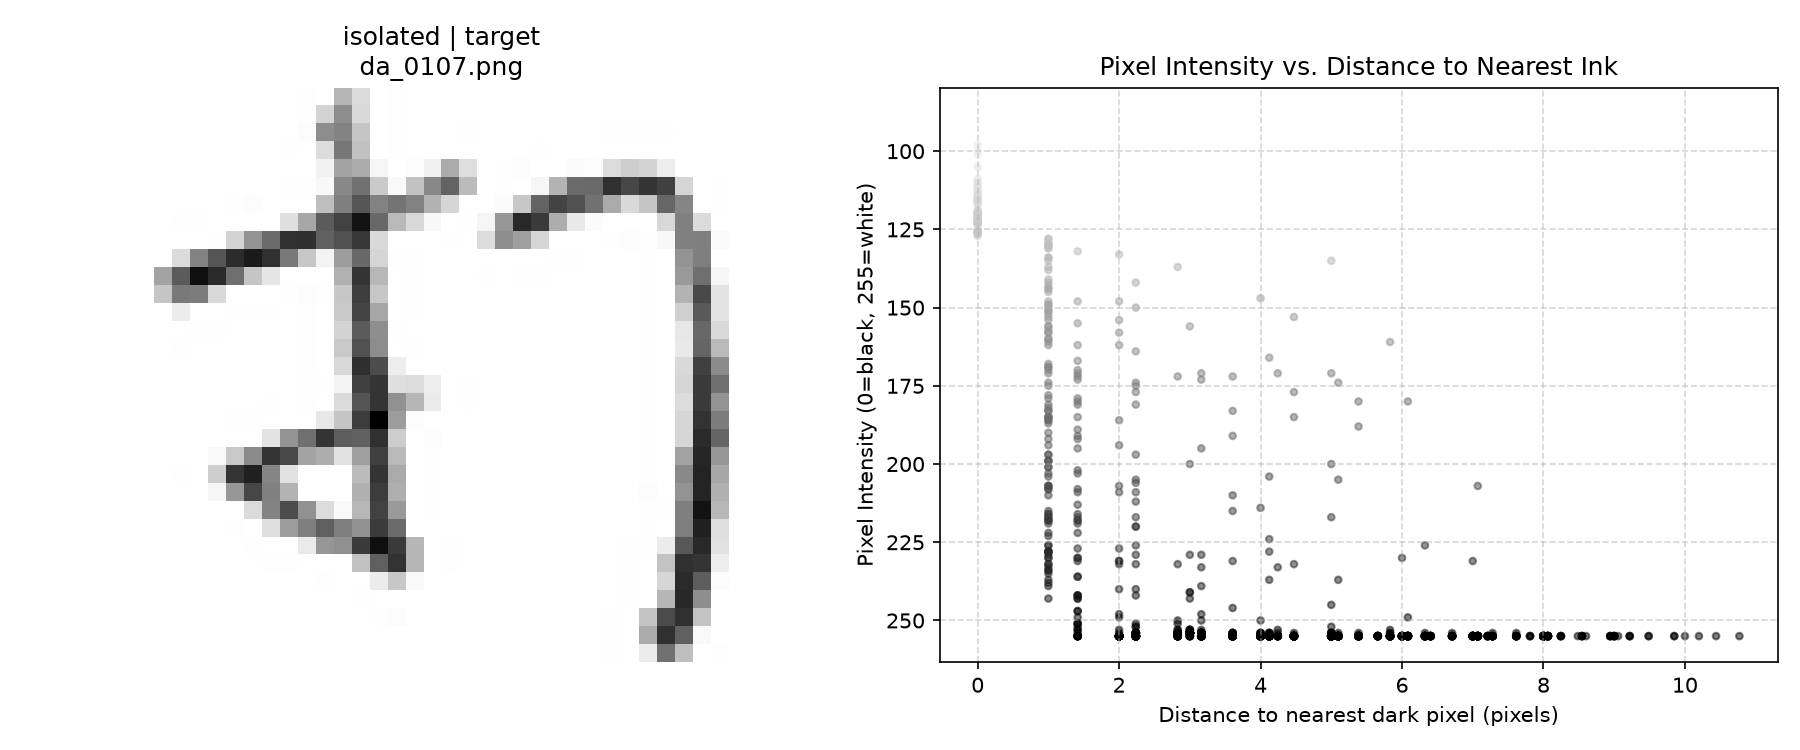 isolated | target
da_0107.png
Pixel Intensity vs. Distance to Nearest Ink
Pixel Intensity (0=black, 255=white)
100
125
150
175
200
225
250
0 2 4 6 8 10
Distance to nearest dark pixel (pixels)